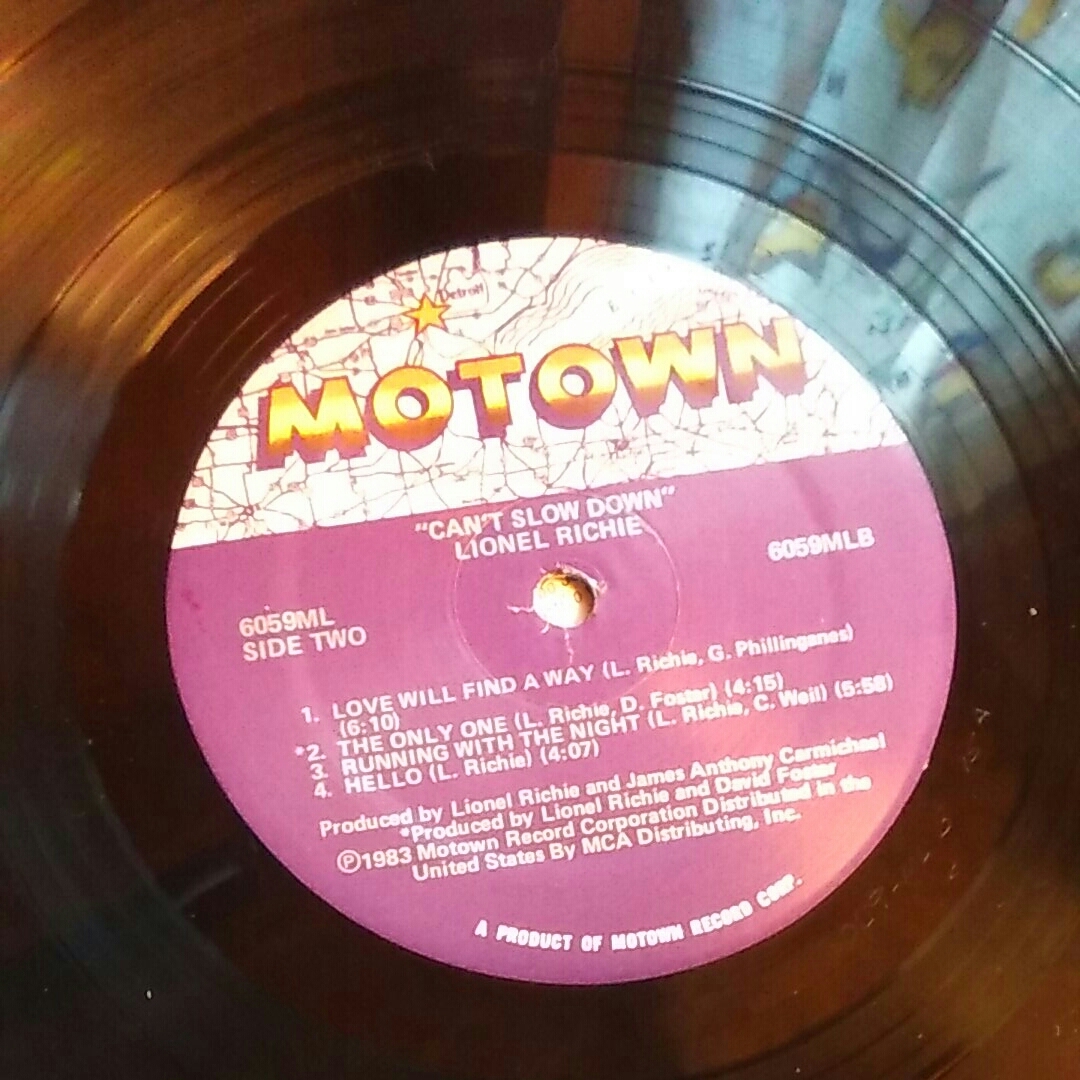 Detroit
MOTOWN
"CAN'T SLOW DOWN"
LIONEL RICHIE
6059MLB
6059ML
SIDE TWO
1. LOVE WILL FIND A WAY (L. Richie, G. Phillinganes)
(6:10)
*2. THE ONLY ONE (L. Richie, D. Foster) (4:15)
3. RUNNING WITH THE NIGHT (L. Richie, C. Weil) (5:58)
4. HELLO (L. Richie) (4:07)
Produced by Lionel Richie and James Anthony Carmichael
*Produced by Lionel Richie and David Foster
℗1983 Motown Record Corporation Distributed in the
United States By MCA Distributing, Inc.
A PRODUCT OF MOTOWN RECORD CORP.